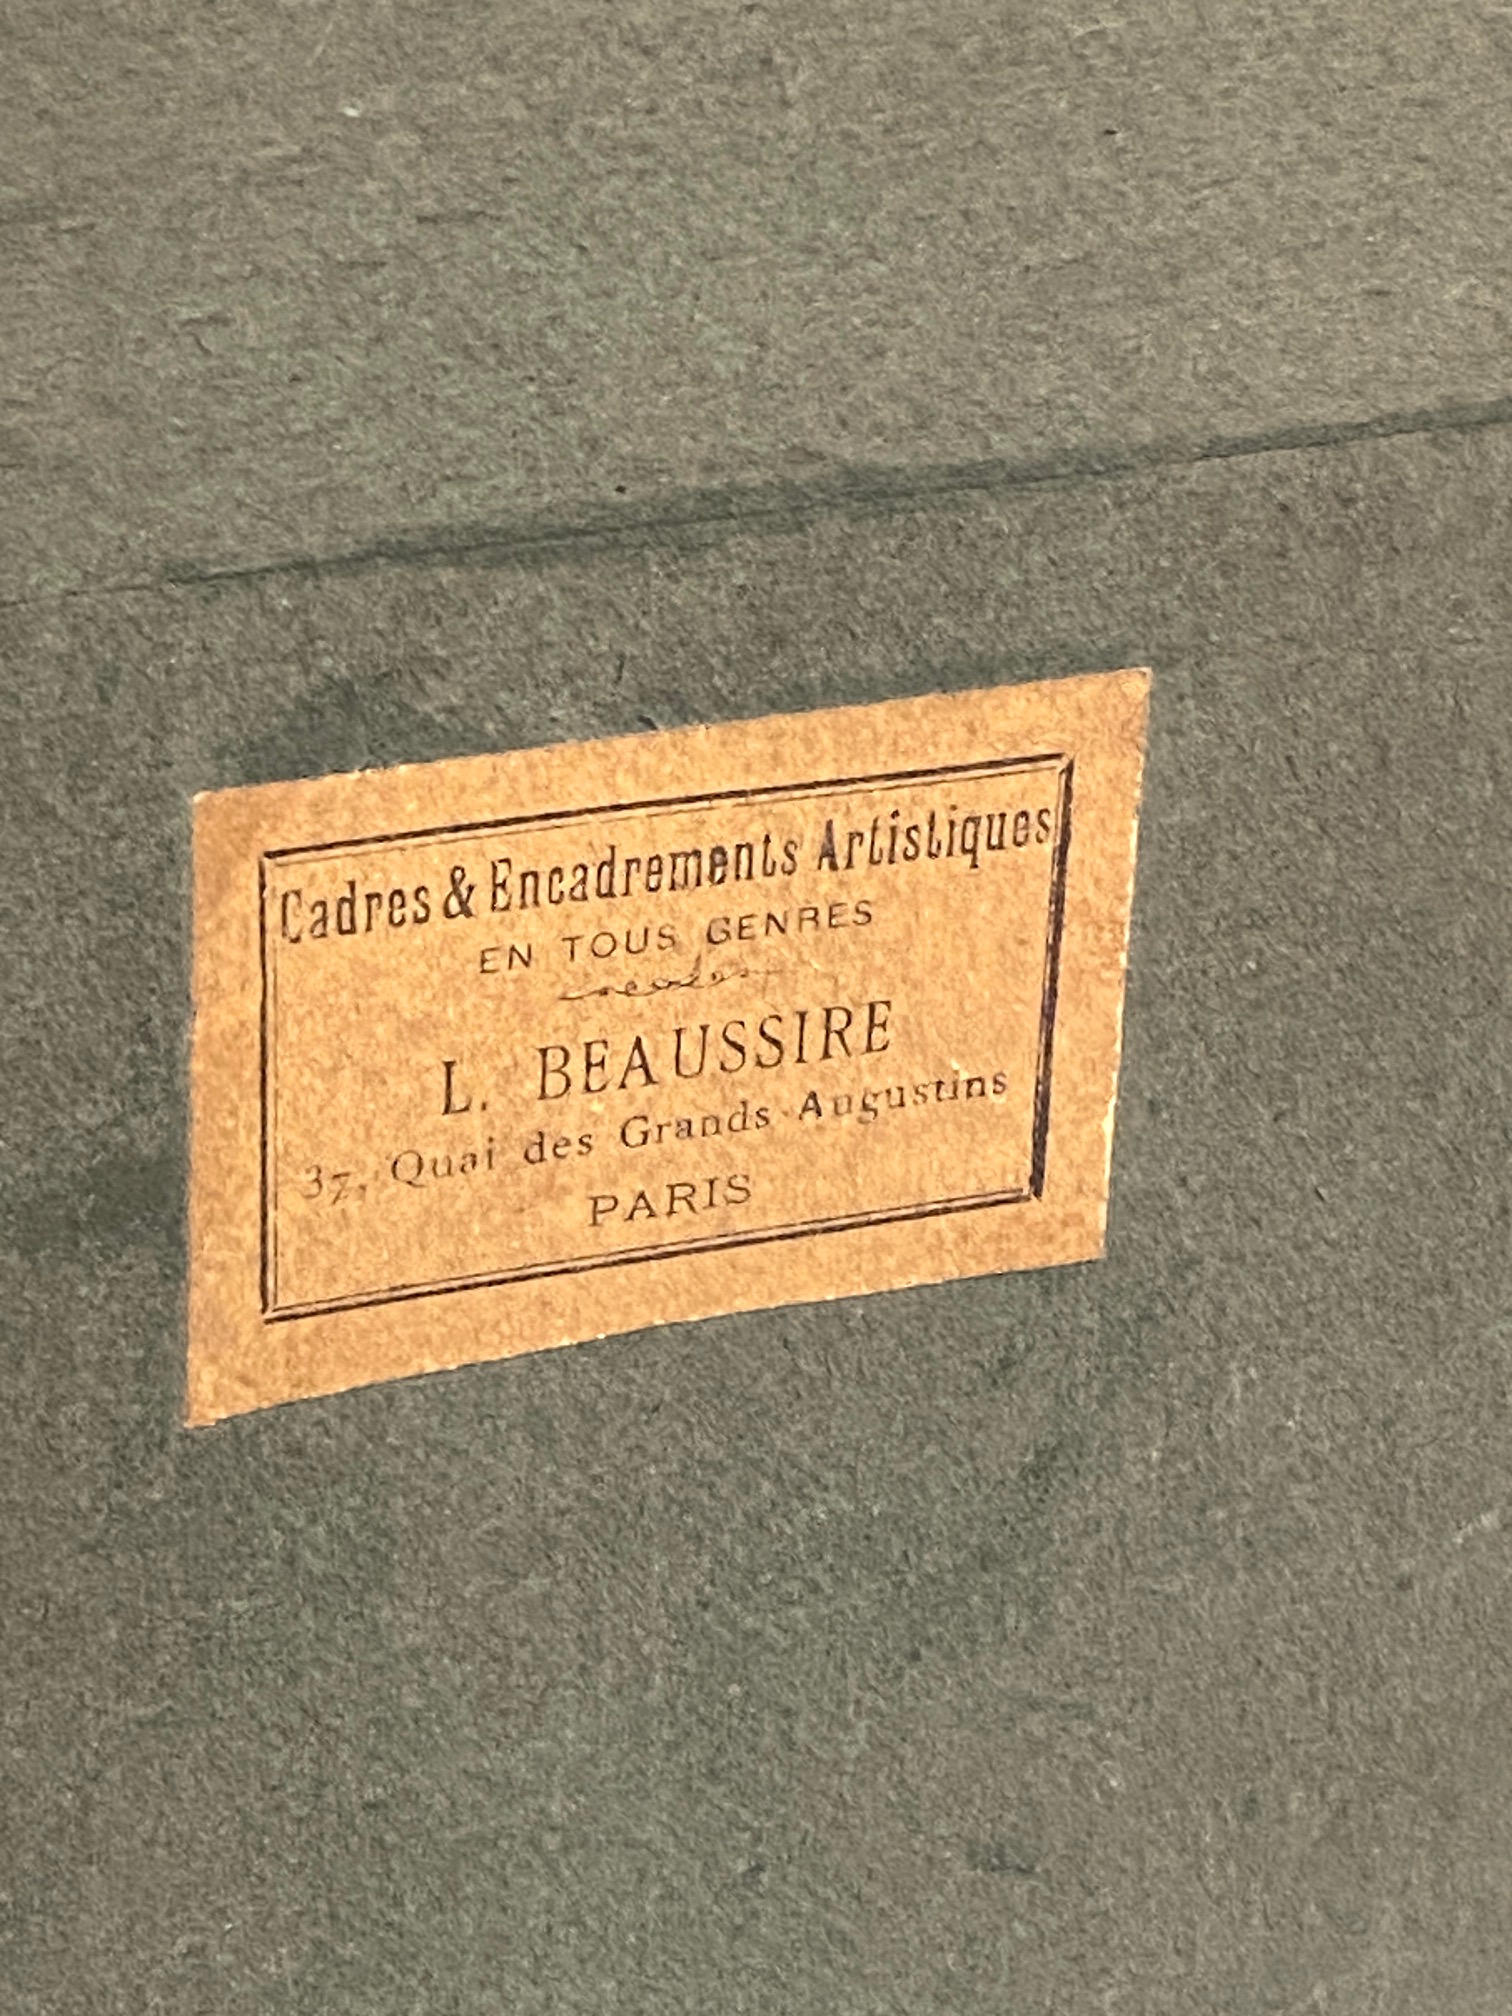 Cadres & Encadrements Artistiques
EN TOUS GENRES
L. BEAUSSIRE
37, Quai des Grands-Augustins
PARIS